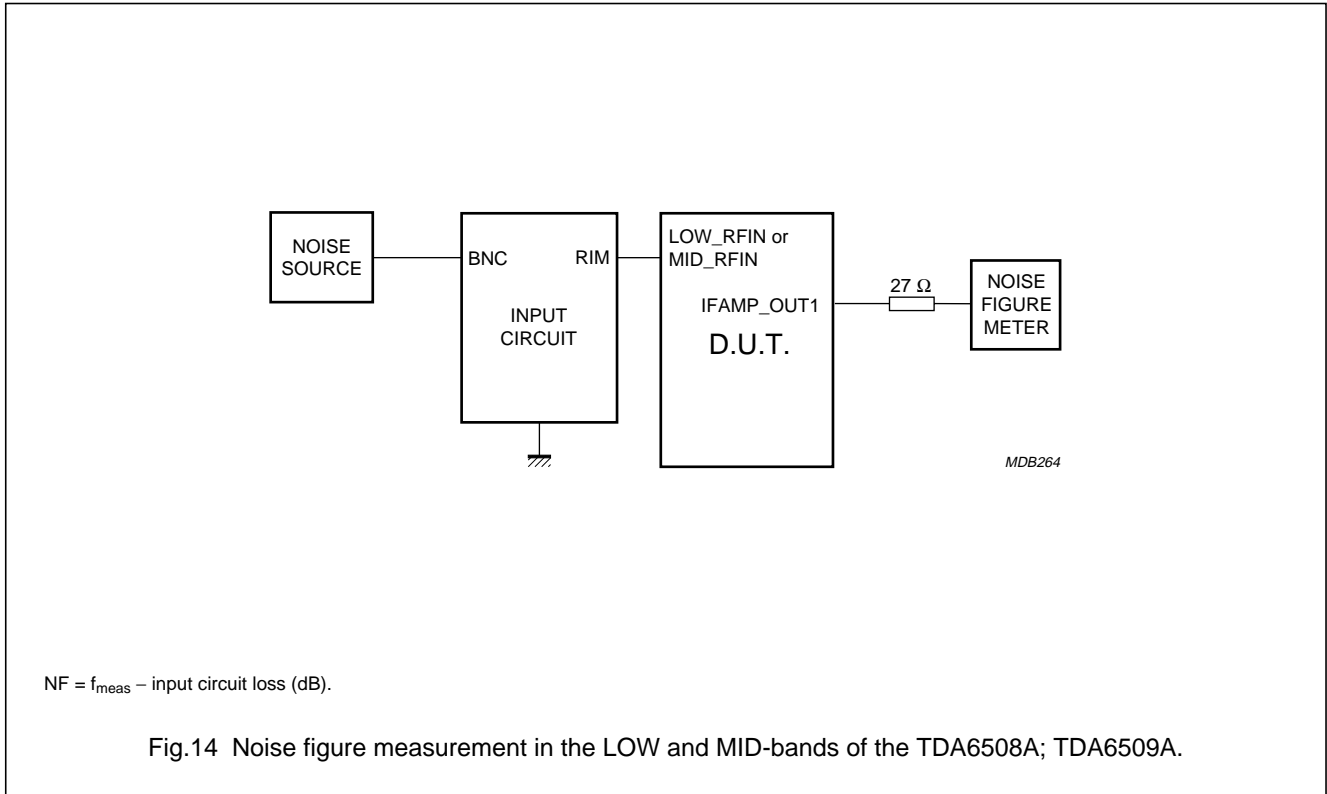 NOISE
SOURCE
BNC
RIM
INPUT
CIRCUIT
LOW_RFIN or
MID_RFIN
IFAMP_OUT1
D.U.T.
27 Ω
NOISE
FIGURE
METER
MDB264
NF = fmeas − input circuit loss (dB).
Fig.14 Noise figure measurement in the LOW and MID-bands of the TDA6508A; TDA6509A.